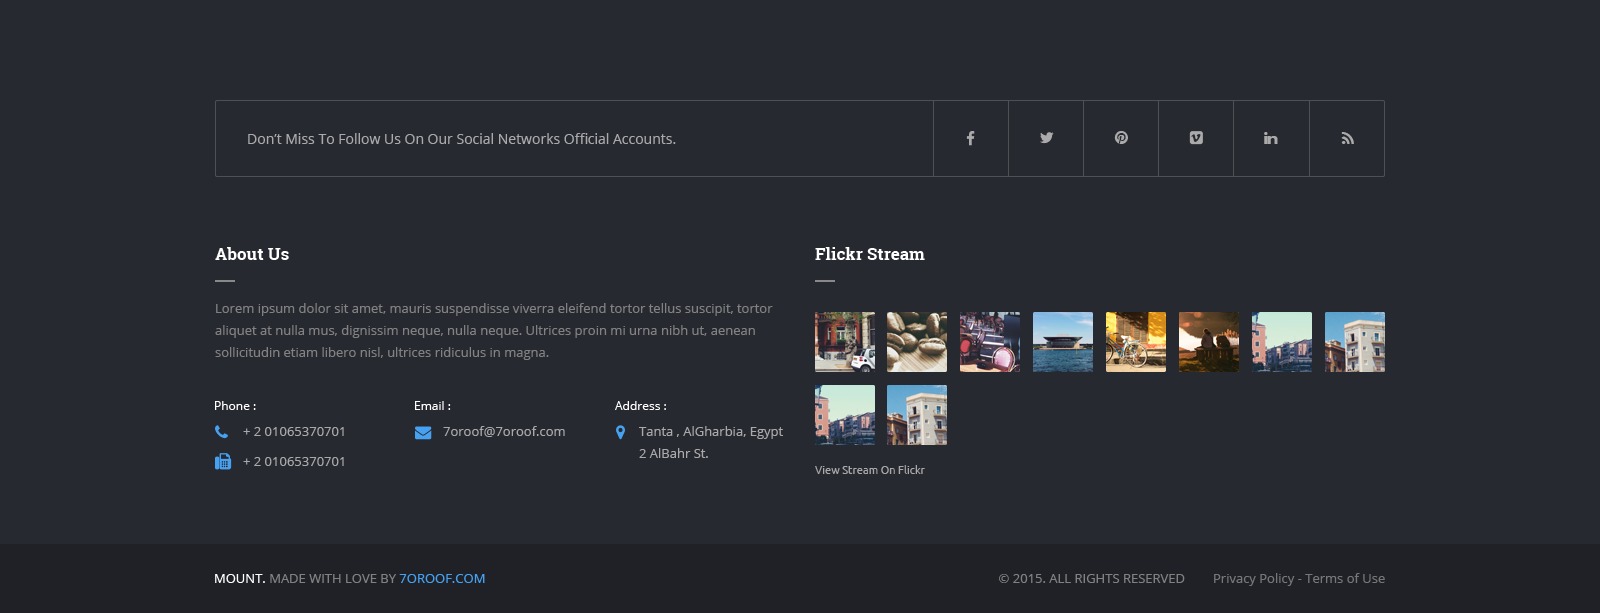 Don't Miss To Follow Us On Our Social Networks Official Accounts.
About Us
Lorem ipsum dolor sit amet, mauris suspendisse viverra eleifend tortor tellus suscipit, tortor
aliquet at nulla mus, dignissim neque, nulla neque. Ultrices proin mi urna nibh ut, aenean
sollicitudin etiam libero nisl, ultrices ridiculus in magna.
Phone :
+ 2 01065370701
+ 2 01065370701
Email :
7oroof@7oroof.com
Address :
Tanta , AlGharbia, Egypt
2 AlBahr St.
Flickr Stream
View Stream On Flickr
MOUNT. MADE WITH LOVE BY 7OROOF.COM
© 2015. ALL RIGHTS RESERVED
Privacy Policy - Terms of Use